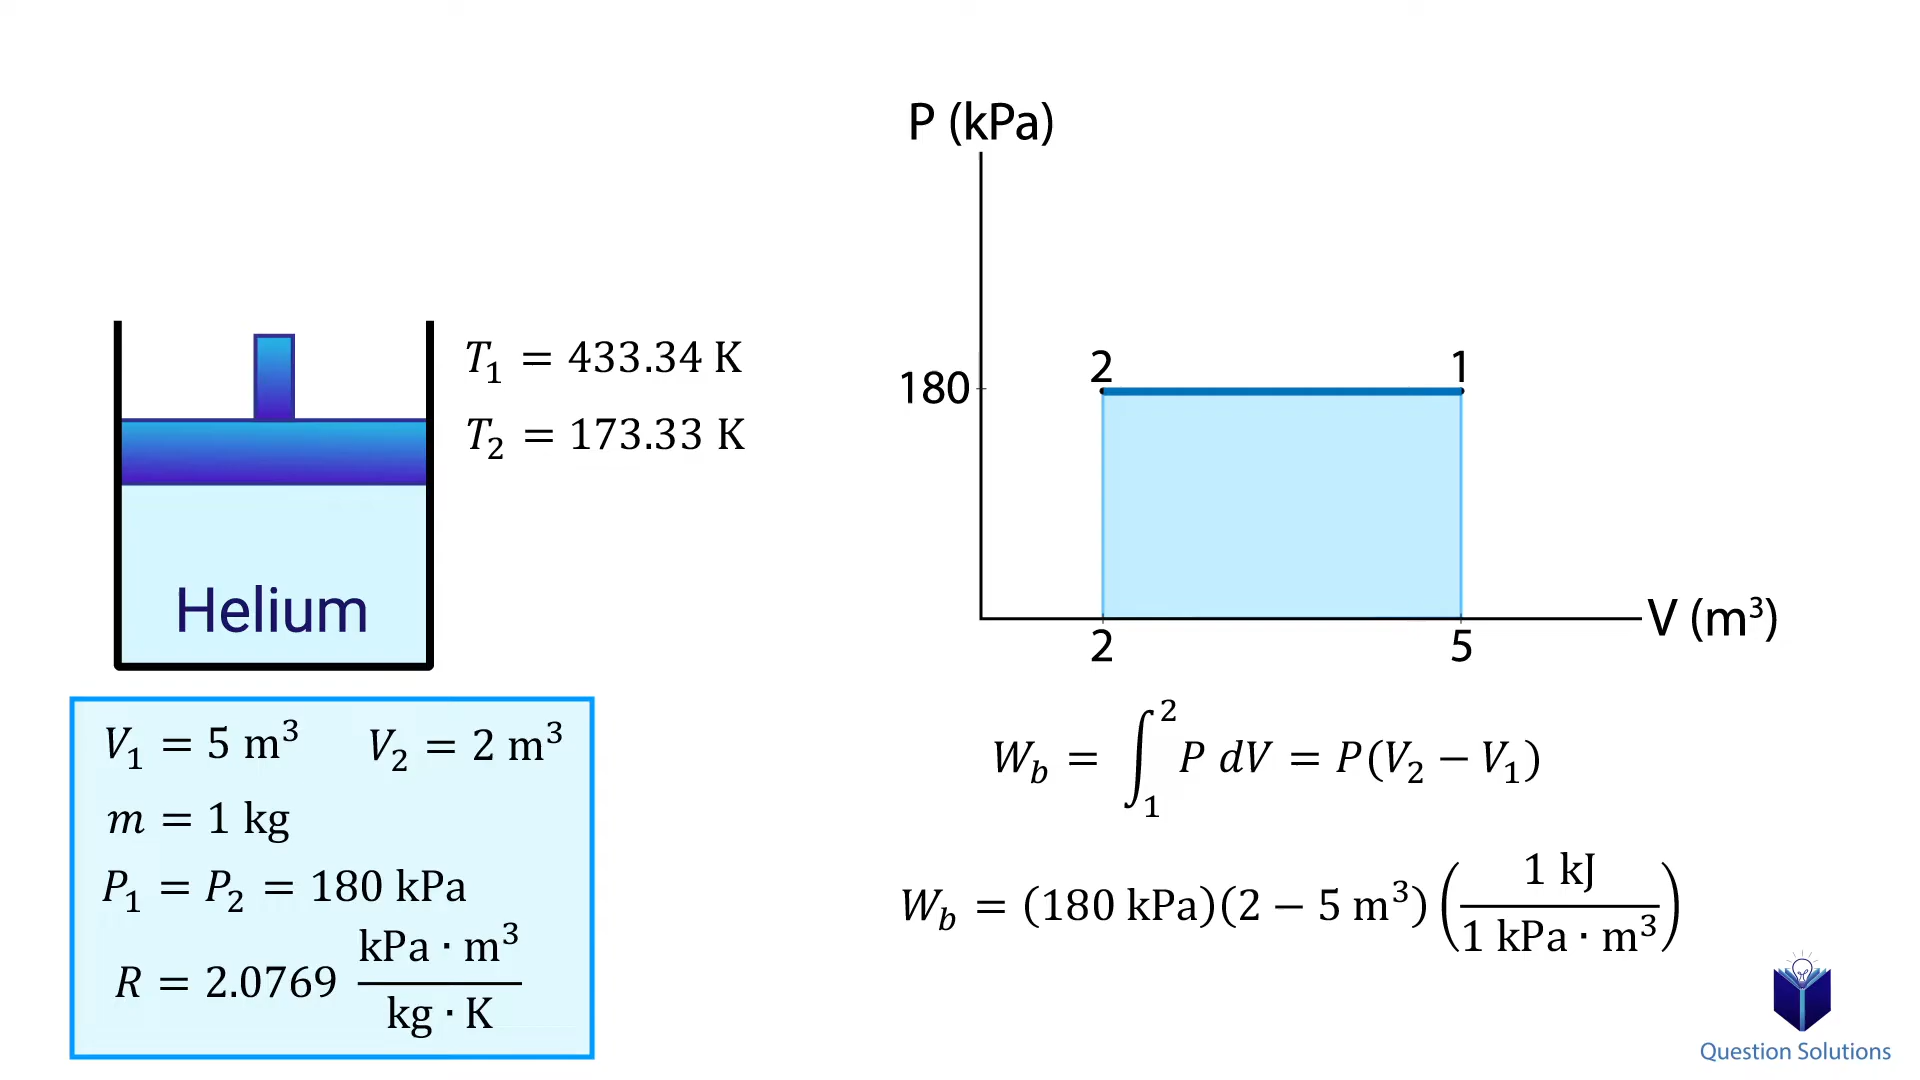 P (kPa)
T₁ = 433.34 K
T₂ = 173.33 K
180
2
1
Helium
V (m³)
2
5
V₁ = 5 m³ V₂ = 2 m³
m = 1 kg
P₁ = P₂ = 180 kPa
R = 2.0769 kPa · m³ / kg · K
W_b = ∫₁² P dV = P(V₂ − V₁)
W_b = (180 kPa)(2 − 5 m³)(1 kJ / 1 kPa · m³)
Question Solutions